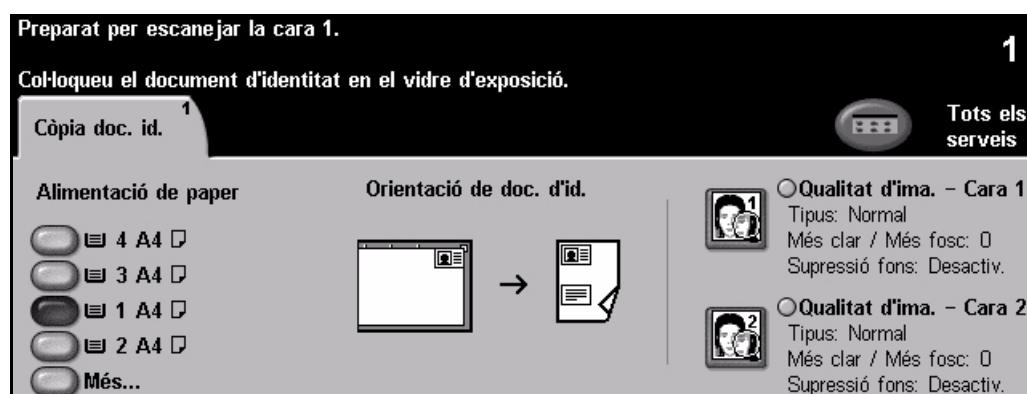 Preparat per escanejar la cara 1.
1
Col·loqueu el document d'identitat en el vidre d'exposició.
Còpia doc. id.
1
Tots els
serveis
Alimentació de paper
4 A4
3 A4
1 A4
2 A4
Més...
Orientació de doc. d'id.
1
Qualitat d'ima. – Cara 1
Tipus: Normal
Més clar / Més fosc: 0
Supressió fons: Desactiv.
2
Qualitat d'ima. – Cara 2
Tipus: Normal
Més clar / Més fosc: 0
Supressió fons: Desactiv.